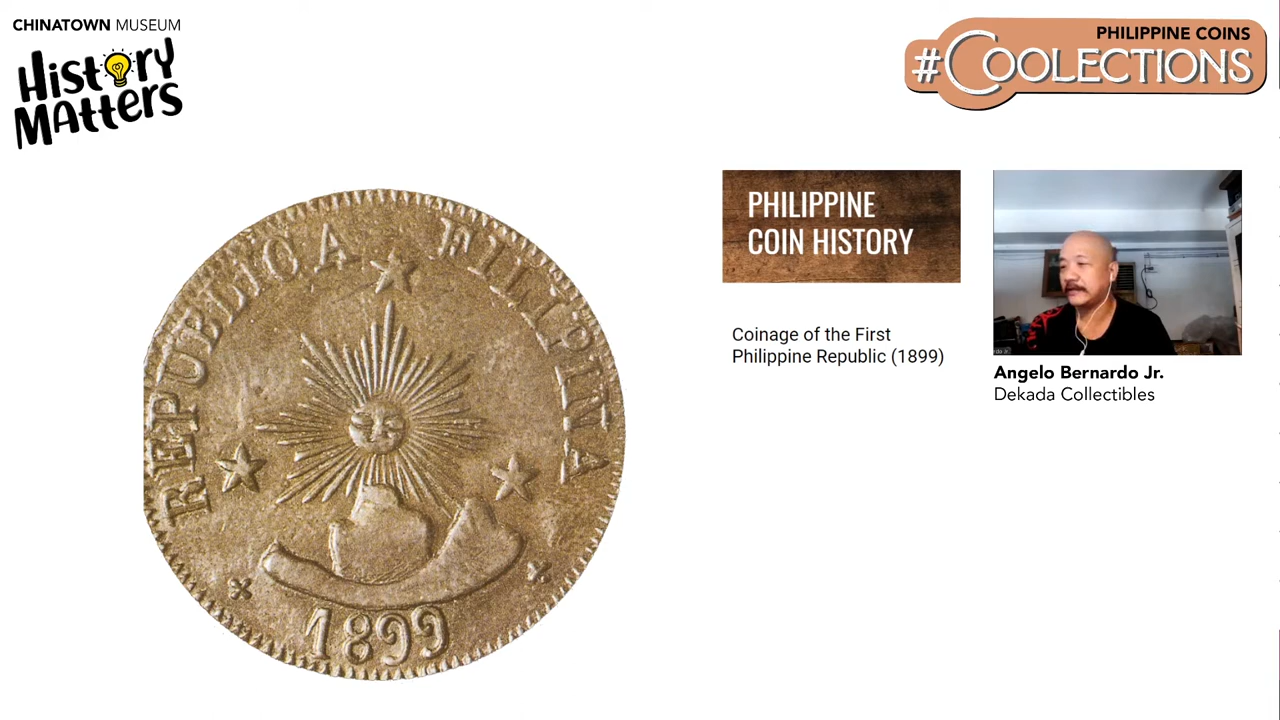 CHINATOWN MUSEUM
History
Matters
PHILIPPINE COINS
#COOLECTIONS
REPUBLICA FILIPINA
1899
PHILIPPINE
COIN HISTORY
Coinage of the First
Philippine Republic (1899)
Angelo Bernardo Jr.
Dekada Collectibles